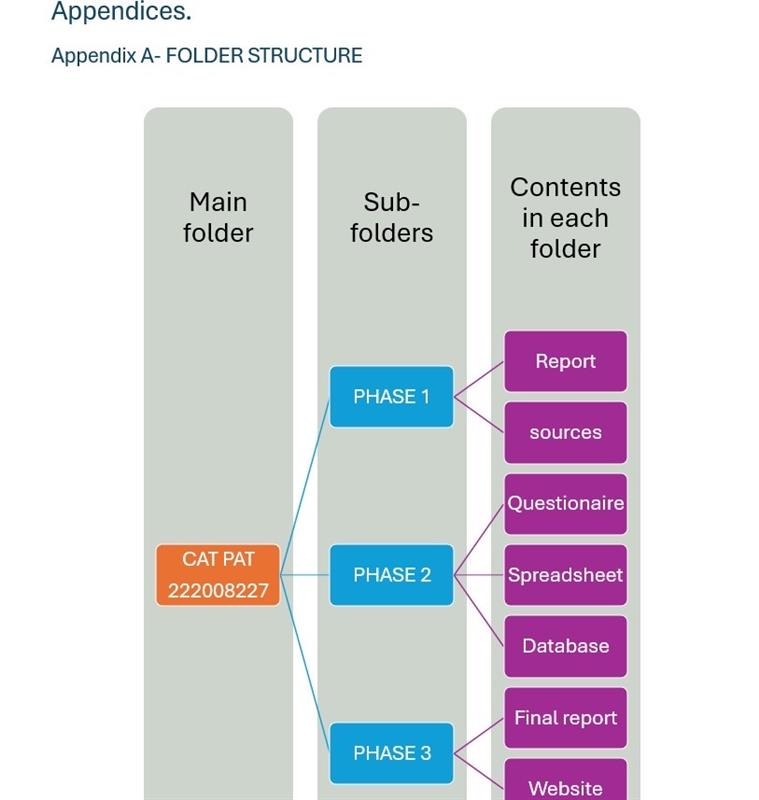 Appendices.
Appendix A- FOLDER STRUCTURE
Main
folder
Sub-
folders
Contents
in each
folder
CAT PAT
222008227
PHASE 1
Report
sources
PHASE 2
Questionaire
Spreadsheet
Database
PHASE 3
Final report
Website